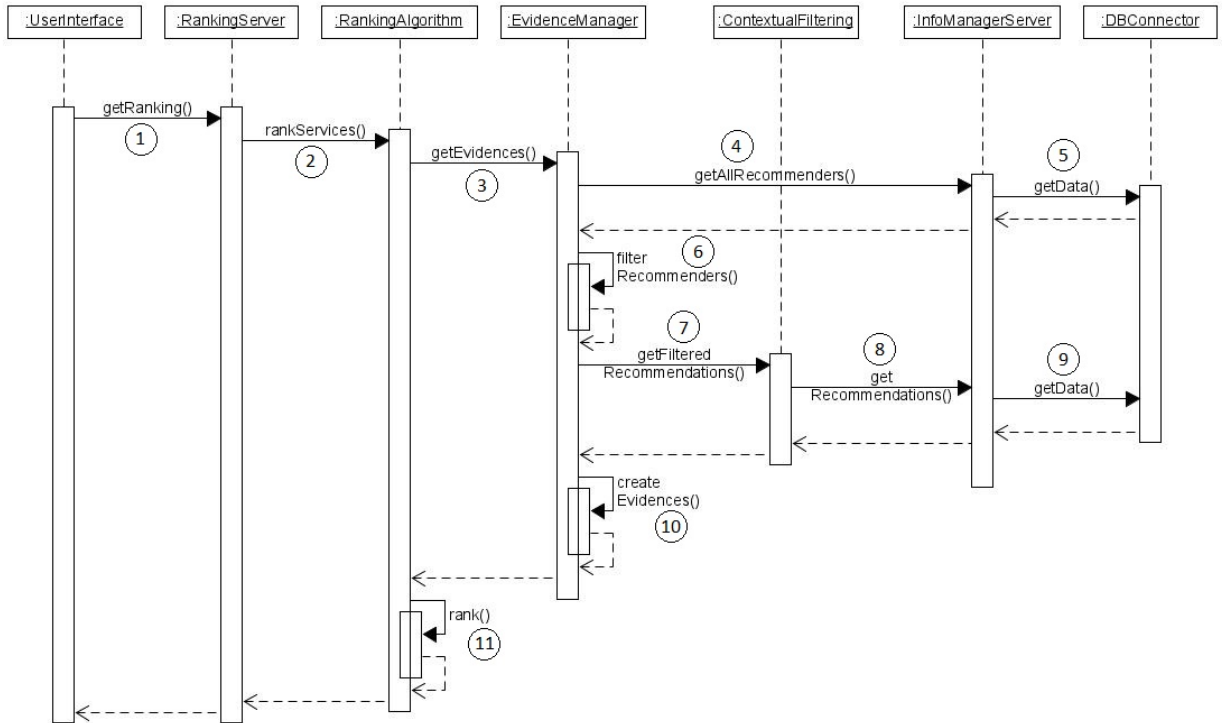 :UserInterface
:RankingServer
:RankingAlgorithm
:EvidenceManager
:ContextualFiltering
:InfoManagerServer
:DBConnector
getRanking()
1
rankServices()
2
getEvidences()
3
4
getAllRecommenders()
5
getData()
6
filter
Recommenders()
7
getFiltered
Recommendations()
8
get
Recommendations()
9
getData()
create
Evidences()
10
rank()
11